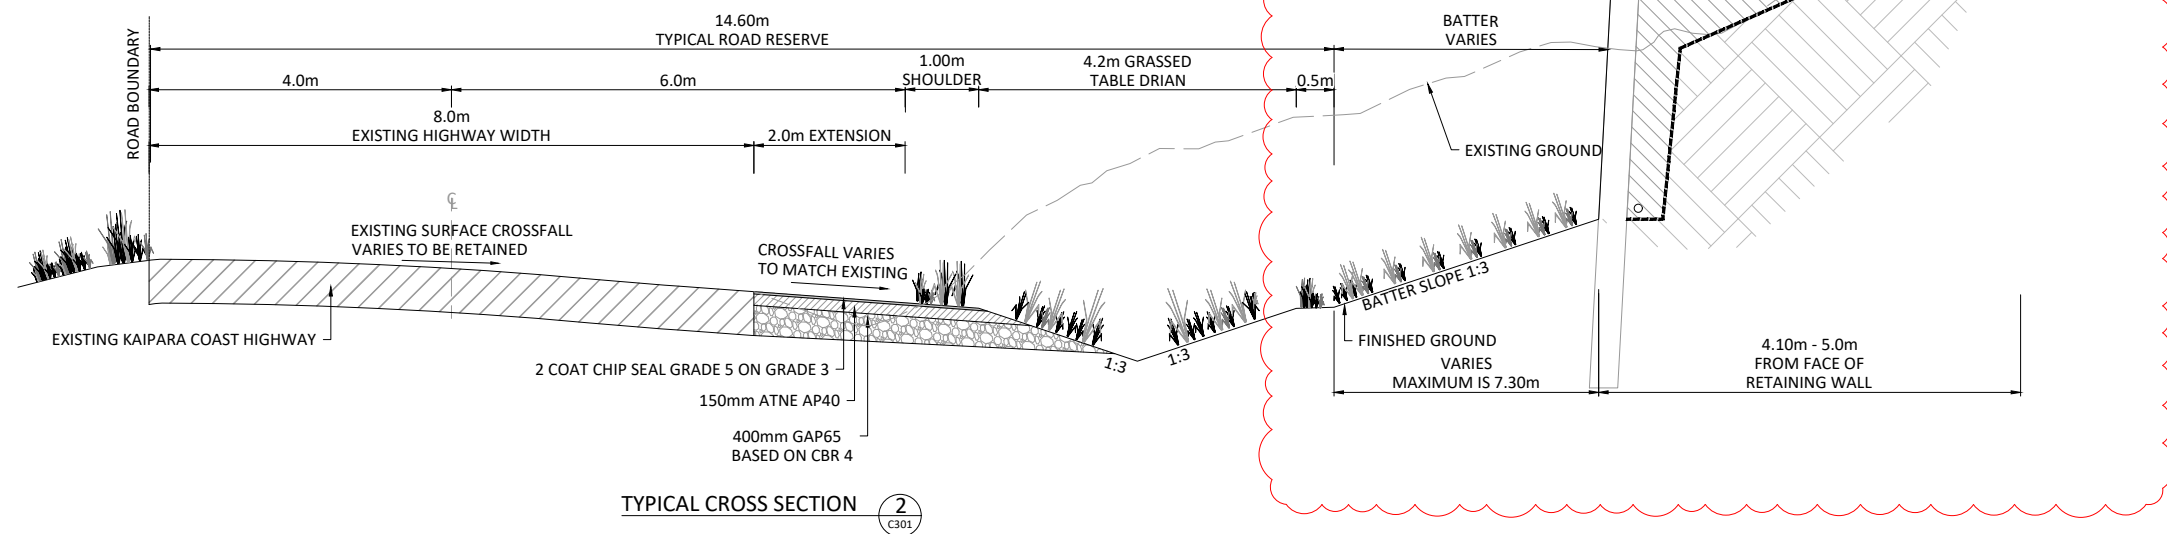 14.60m
TYPICAL ROAD RESERVE
BATTER
VARIES
ROAD BOUNDARY
4.0m
6.0m
1.00m
SHOULDER
4.2m GRASSED
TABLE DRIAN
0.5m
8.0m
EXISTING HIGHWAY WIDTH
2.0m EXTENSION
EXISTING GROUND
℄
EXISTING SURFACE CROSSFALL
VARIES TO BE RETAINED
CROSSFALL VARIES
TO MATCH EXISTING
BATTER SLOPE 1:3
EXISTING KAIPARA COAST HIGHWAY
1:3
1:3
FINISHED GROUND
2 COAT CHIP SEAL GRADE 5 ON GRADE 3
150mm ATNE AP40
400mm GAP65
BASED ON CBR 4
VARIES
MAXIMUM IS 7.30m
4.10m - 5.0m
FROM FACE OF
RETAINING WALL
TYPICAL CROSS SECTION
2
C301